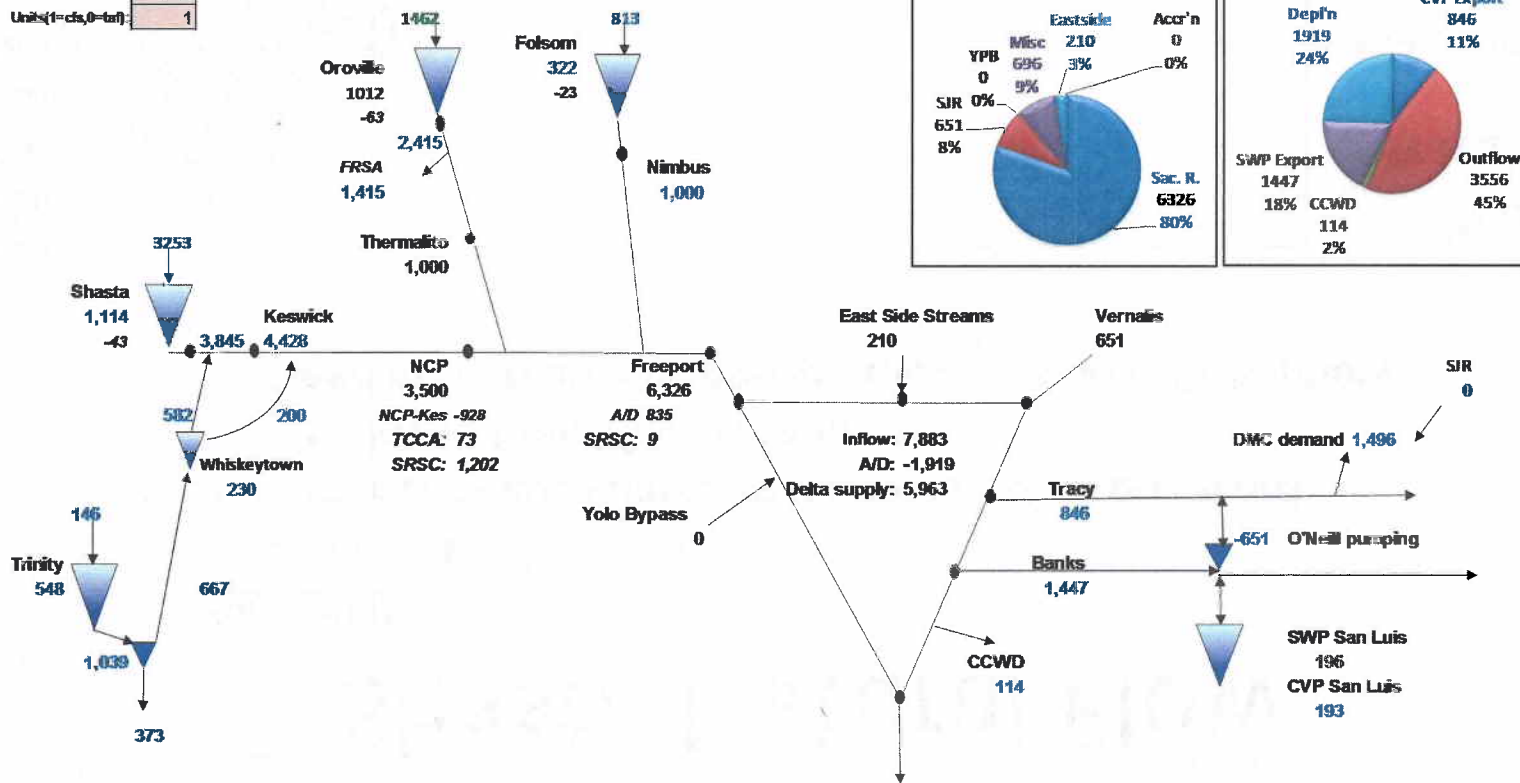 Units(1=cfs,0=taf): 1
1462
Oroville
1012
-63
2,415
FRSA
1,415
Thermalito
1,000
813
Folsom
322
-23
Nimbus
1,000
Eastside
210
3%
Accr'n
0
0%
Misc
696
9%
YPB
0
0%
SJR
651
8%
Sac. R.
6326
80%
Depl'n
1919
24%
CVP Export
846
11%
SWP Export
1447
18%
CCWD
114
2%
Outflow
3556
45%
3253
Shasta
1,114
-43
3,845
Keswick
4,428
NCP
3,500
NCP-Kes -928
TCCA: 73
SRSC: 1,202
Freeport
6,326
A/D 835
SRSC: 9
582
200
Whiskeytown
230
146
Trinity
548
667
1,039
373
East Side Streams
210
Vernalis
651
Inflow: 7,883
A/D: -1,919
Delta supply: 5,963
Yolo Bypass
0
SJR
0
DMC demand 1,496
Tracy
846
-651 O'Neill pumping
Banks
1,447
CCWD
114
SWP San Luis
196
CVP San Luis
193